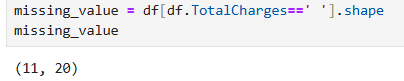 missing_value = df[df.TotalCharges==' '].shape
missing_value
(11, 20)